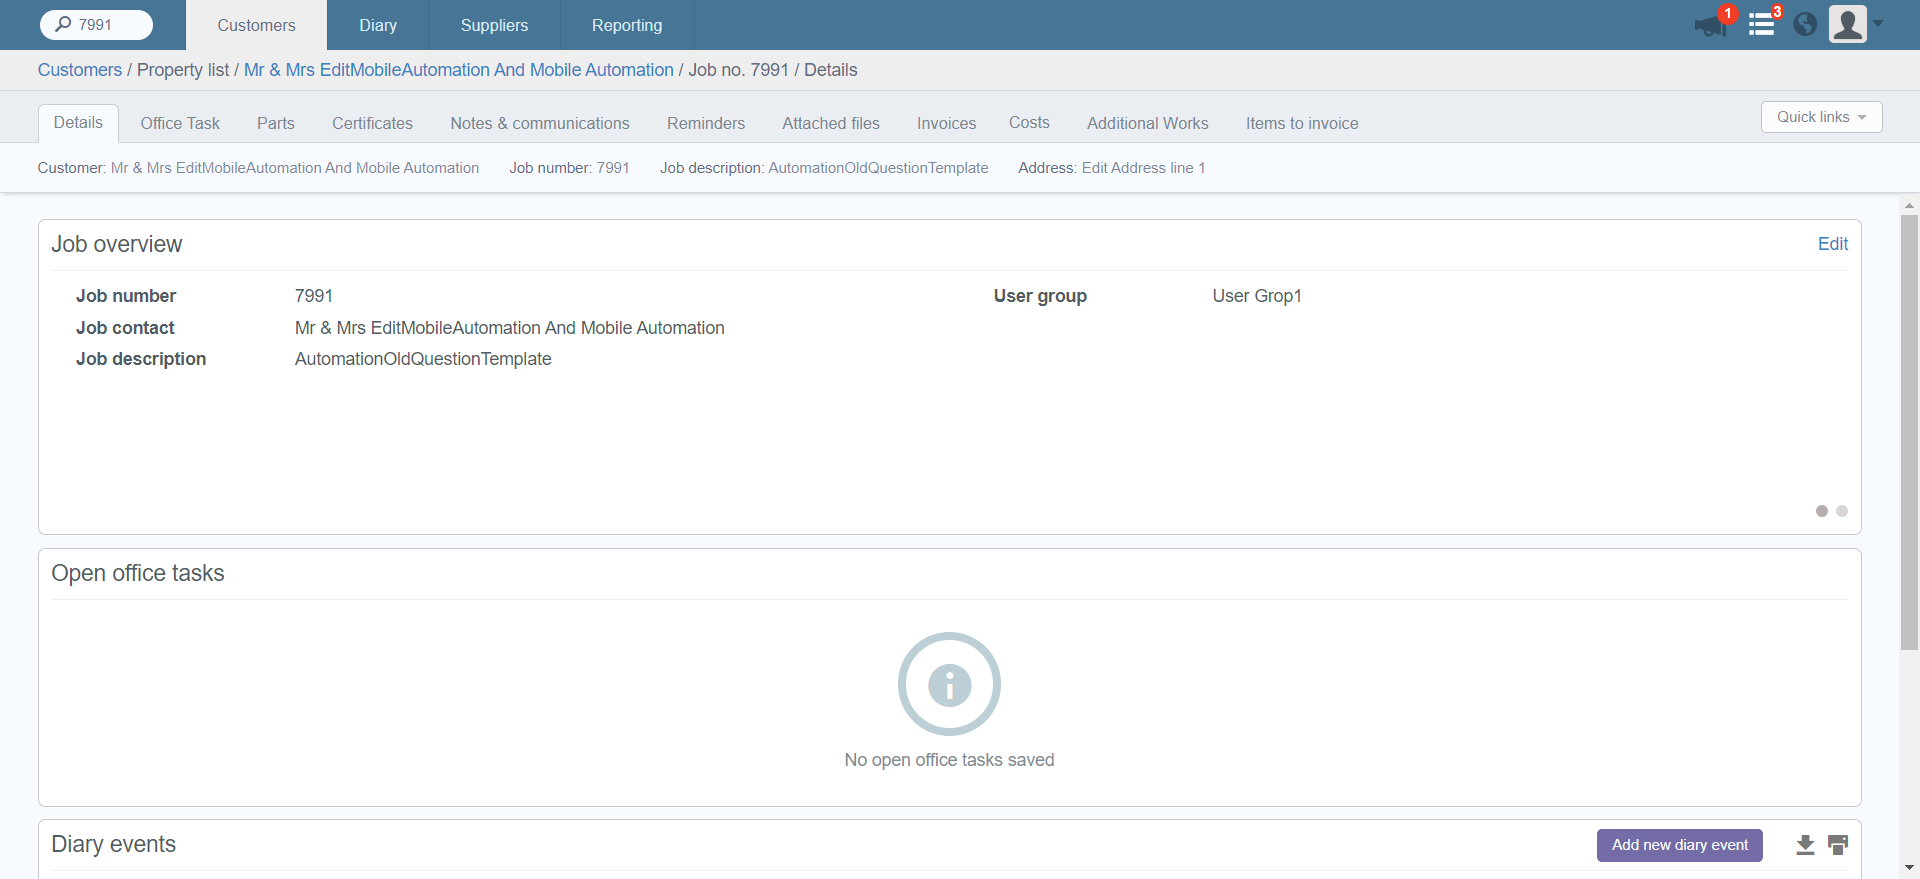 7991
Customers
Diary
Suppliers
Reporting
1
3
Customers / Property list / Mr & Mrs EditMobileAutomation And Mobile Automation / Job no. 7991 / Details
Details
Office Task
Parts
Certificates
Notes & communications
Reminders
Attached files
Invoices
Costs
Additional Works
Items to invoice
Quick links
Customer: Mr & Mrs EditMobileAutomation And Mobile Automation
Job number: 7991
Job description: AutomationOldQuestionTemplate
Address: Edit Address line 1
Job overview
Edit
Job number 7991
User group User Grop1
Job contact Mr & Mrs EditMobileAutomation And Mobile Automation
Job description AutomationOldQuestionTemplate
Open office tasks
No open office tasks saved
Diary events
Add new diary event